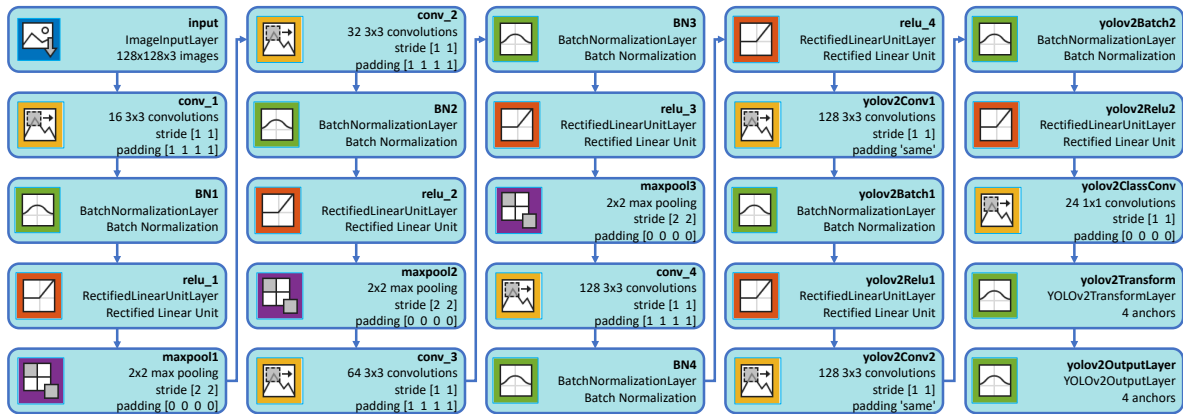 input
ImageInputLayer
128x128x3 images
conv_1
16 3x3 convolutions
stride [1 1]
padding [1 1 1 1]
BN1
BatchNormalizationLayer
Batch Normalization
relu_1
RectifiedLinearUnitLayer
Rectified Linear Unit
maxpool1
2x2 max pooling
stride [2 2]
padding [0 0 0 0]
conv_2
32 3x3 convolutions
stride [1 1]
padding [1 1 1 1]
BN2
BatchNormalizationLayer
Batch Normalization
relu_2
RectifiedLinearUnitLayer
Rectified Linear Unit
maxpool2
2x2 max pooling
stride [2 2]
padding [0 0 0 0]
conv_3
64 3x3 convolutions
stride [1 1]
padding [1 1 1 1]
BN3
BatchNormalizationLayer
Batch Normalization
relu_3
RectifiedLinearUnitLayer
Rectified Linear Unit
maxpool3
2x2 max pooling
stride [2 2]
padding [0 0 0 0]
conv_4
128 3x3 convolutions
stride [1 1]
padding [1 1 1 1]
BN4
BatchNormalizationLayer
Batch Normalization
relu_4
RectifiedLinearUnitLayer
Rectified Linear Unit
yolov2Conv1
128 3x3 convolutions
stride [1 1]
padding 'same'
yolov2Batch1
BatchNormalizationLayer
Batch Normalization
yolov2Relu1
RectifiedLinearUnitLayer
Rectified Linear Unit
yolov2Conv2
128 3x3 convolutions
stride [1 1]
padding 'same'
yolov2Batch2
BatchNormalizationLayer
Batch Normalization
yolov2Relu2
RectifiedLinearUnitLayer
Rectified Linear Unit
yolov2ClassConv
24 1x1 convolutions
stride [1 1]
padding [0 0 0 0]
yolov2Transform
YOLOv2TransformLayer
4 anchors
yolov2OutputLayer
YOLOv2OutputLayer
4 anchors